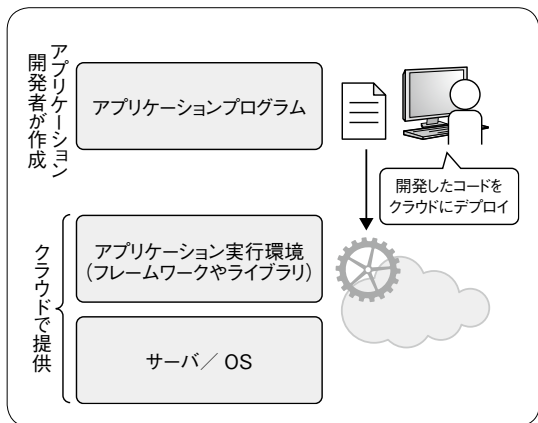 アプリケーション
開発者が作成
アプリケーションプログラム
開発したコードを
クラウドにデプロイ
クラウドで提供
アプリケーション実行環境
(フレームワークやライブラリ)
サーバ／ OS